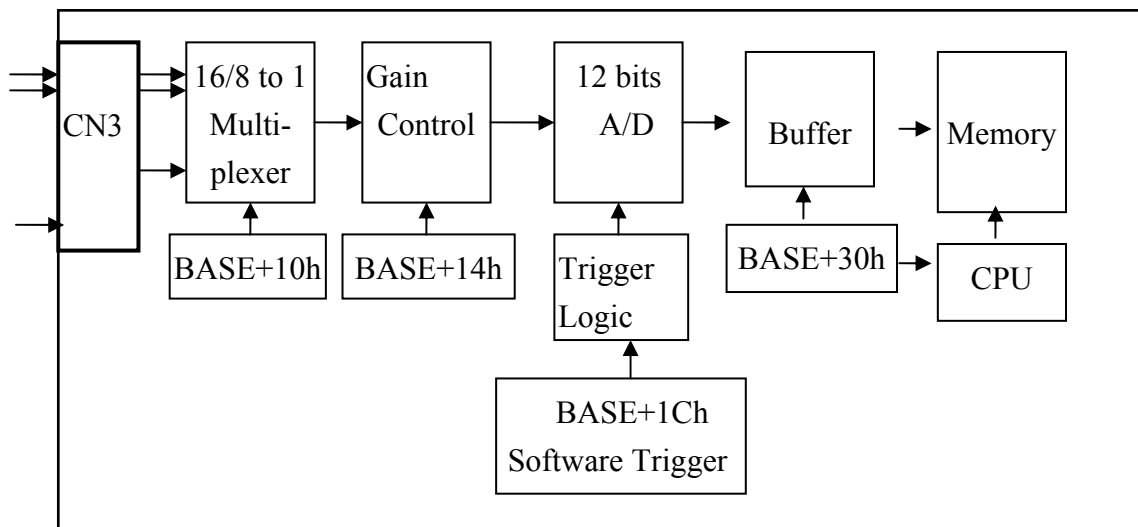 CN3
16/8 to 1
Multi-
plexer
Gain
Control
12 bits
A/D
Buffer
Memory
BASE+10h
BASE+14h
Trigger
Logic
BASE+30h
CPU
BASE+1Ch
Software Trigger